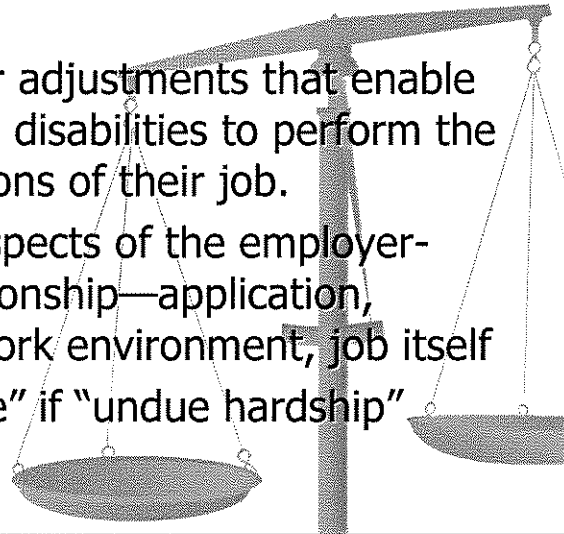 r adjustments that enable
disabilities to perform the
ons of their job.
spects of the employer-
onship—application,
ork environment, job itself
e” if “undue hardship”